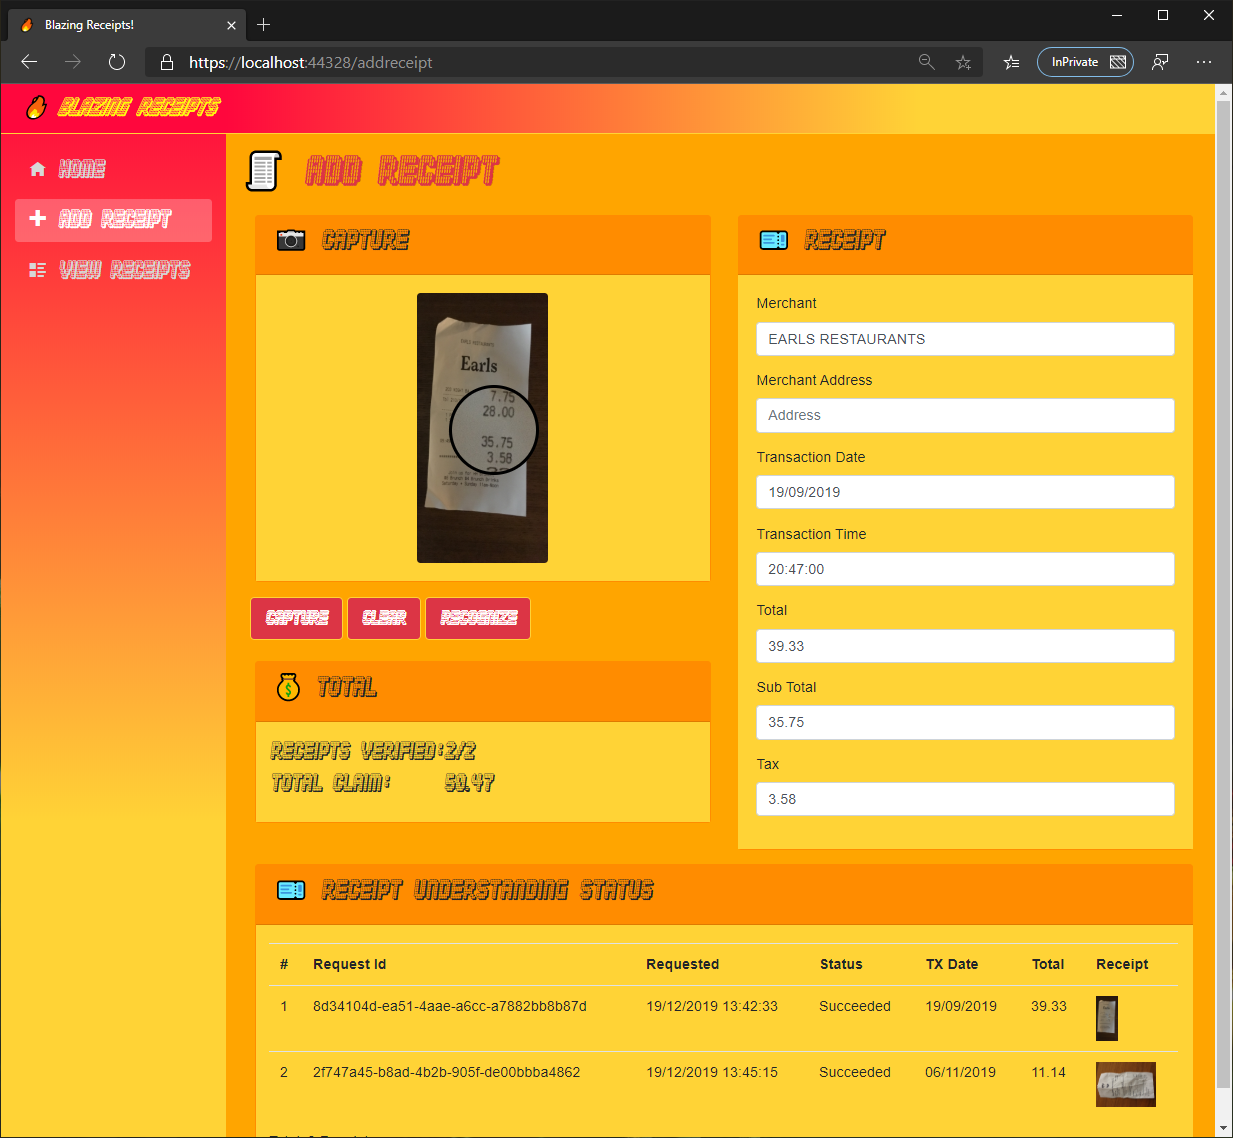 Blazing Receipts!
https://localhost:44328/addreceipt
InPrivate
BLAZING RECEIPTS
HOME
ADD RECEIPT
VIEW RECEIPTS
ADD RECEIPT
CAPTURE
Earls
7.75
28.00
35.75
3.58
CAPTURE
CLEAR
RECOGNIZE
TOTAL
RECEIPTS VERIFIED:2/2
TOTAL CLAIM: 50.47
RECEIPT
Merchant
EARLS RESTAURANTS
Merchant Address
Address
Transaction Date
19/09/2019
Transaction Time
20:47:00
Total
39.33
Sub Total
35.75
Tax
3.58
RECEIPT UNDERSTANDING STATUS
# Request Id Requested Status TX Date Total Receipt
1 8d34104d-ea51-4aae-a6cc-a7882bb8b87d 19/12/2019 13:42:33 Succeeded 19/09/2019 39.33
2 2f747a45-b8ad-4b2b-905f-de00bbba4862 19/12/2019 13:45:15 Succeeded 06/11/2019 11.14